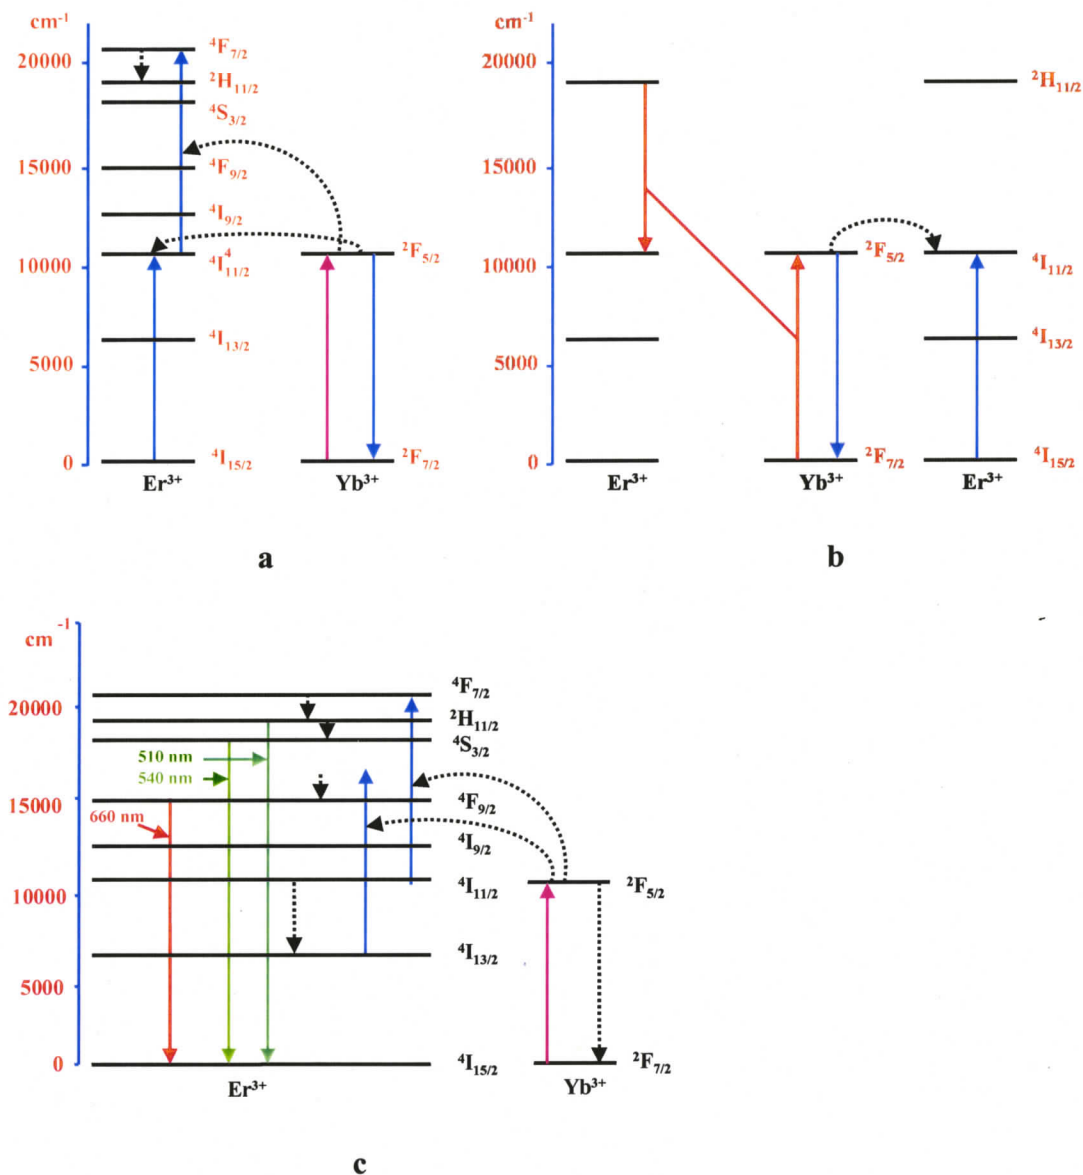 cm⁻¹
20000
15000
10000
5000
0
⁴F₇/₂
²H₁₁/₂
⁴S₃/₂
⁴F₉/₂
⁴I₉/₂
⁴I⁴₁₁/₂
⁴I₁₃/₂
⁴I₁₅/₂
²F₅/₂
²F₇/₂
Er³⁺
Yb³⁺
a
cm⁻¹
20000
15000
10000
5000
0
²H₁₁/₂
²F₅/₂
⁴I₁₁/₂
⁴I₁₃/₂
²F₇/₂
⁴I₁₅/₂
Er³⁺
Yb³⁺
Er³⁺
b
cm⁻¹
20000
15000
10000
5000
0
510 nm
540 nm
660 nm
⁴F₇/₂
²H₁₁/₂
⁴S₃/₂
⁴F₉/₂
⁴I₉/₂
⁴I₁₁/₂
⁴I₁₃/₂
⁴I₁₅/₂
²F₅/₂
²F₇/₂
Er³⁺
Yb³⁺
c